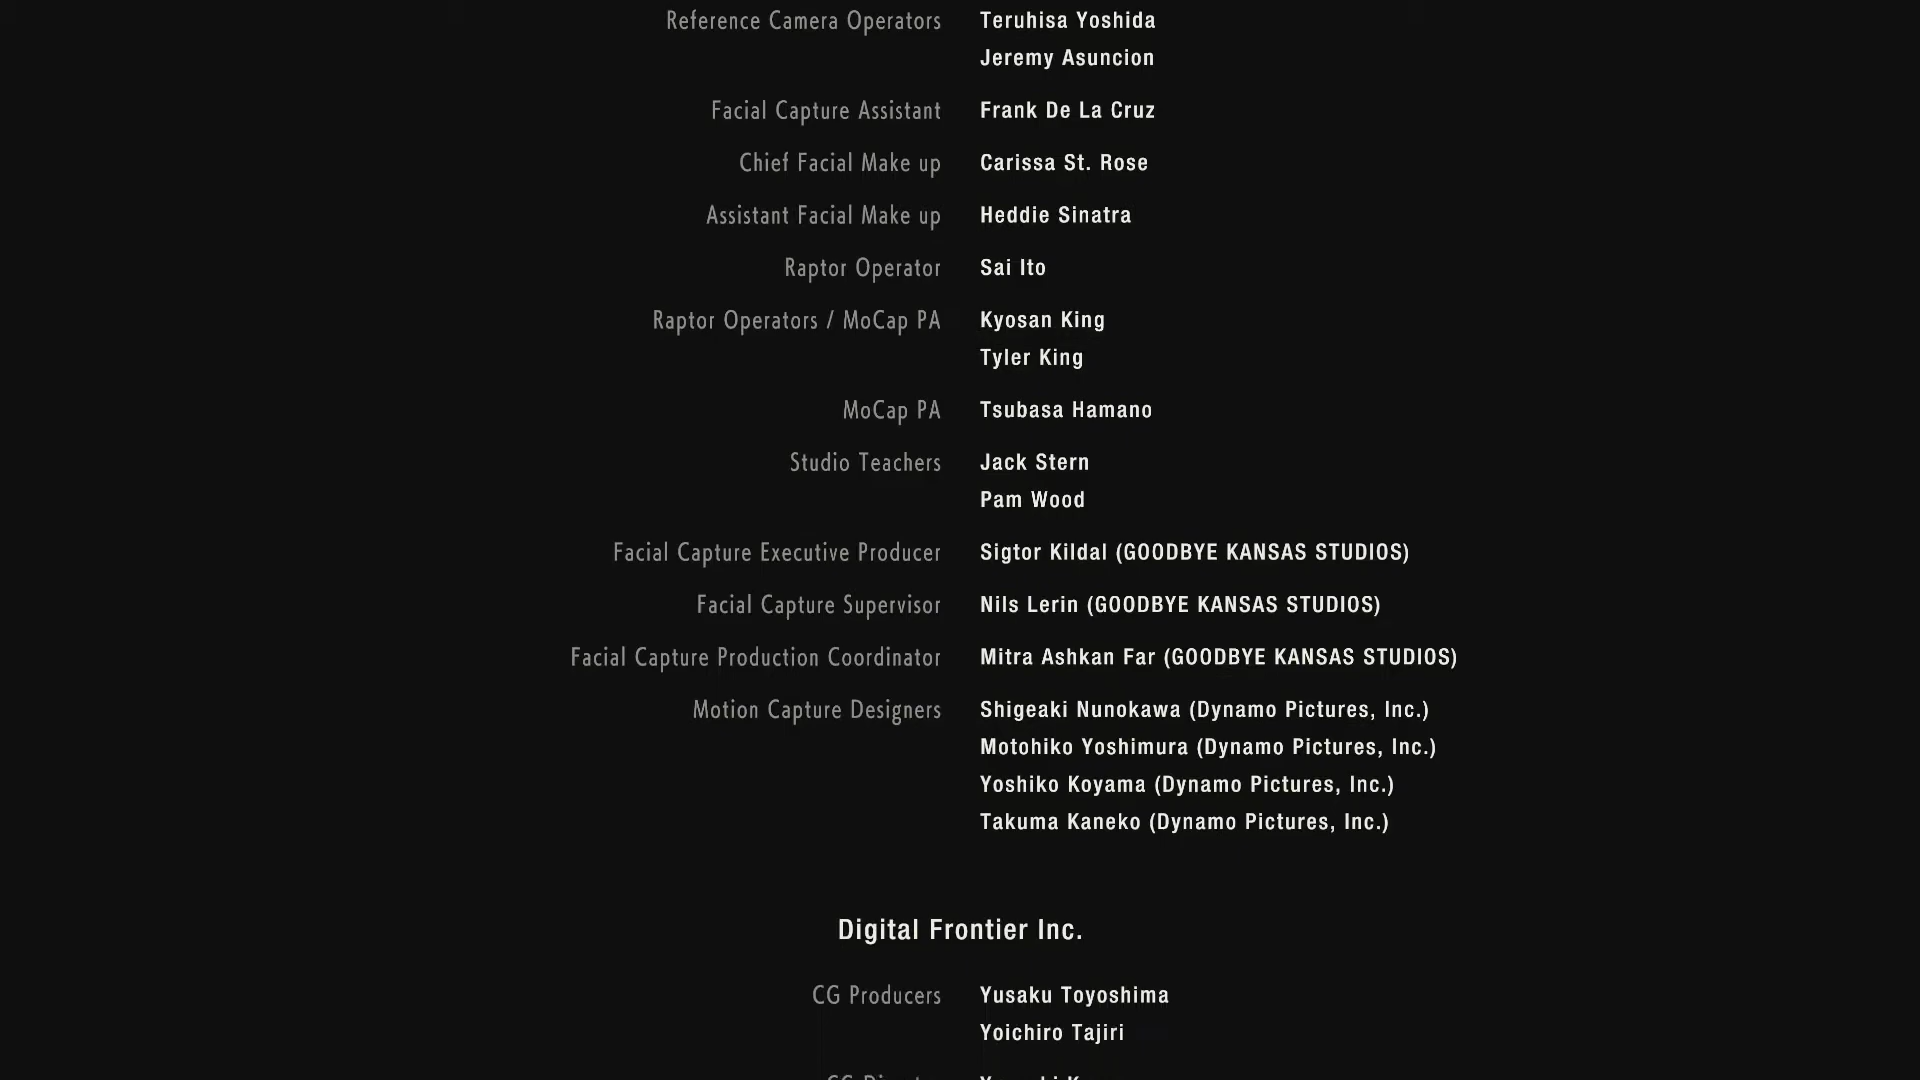 Reference Camera Operators Teruhisa Yoshida
Jeremy Asuncion
Facial Capture Assistant Frank De La Cruz
Chief Facial Make up Carissa St. Rose
Assistant Facial Make up Heddie Sinatra
Raptor Operator Sai Ito
Raptor Operators / MoCap PA Kyosan King
Tyler King
MoCap PA Tsubasa Hamano
Studio Teachers Jack Stern
Pam Wood
Facial Capture Executive Producer Sigtor Kildal (GOODBYE KANSAS STUDIOS)
Facial Capture Supervisor Nils Lerin (GOODBYE KANSAS STUDIOS)
Facial Capture Production Coordinator Mitra Ashkan Far (GOODBYE KANSAS STUDIOS)
Motion Capture Designers Shigeaki Nunokawa (Dynamo Pictures, Inc.)
Motohiko Yoshimura (Dynamo Pictures, Inc.)
Yoshiko Koyama (Dynamo Pictures, Inc.)
Takuma Kaneko (Dynamo Pictures, Inc.)
Digital Frontier Inc.
CG Producers Yusaku Toyoshima
Yoichiro Tajiri